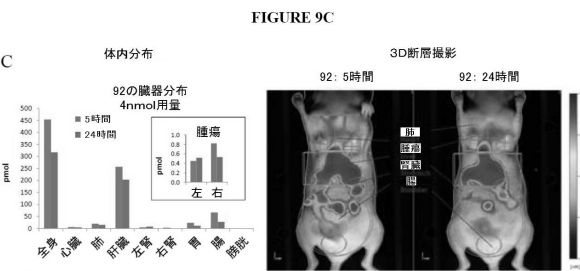 FIGURE 9C
体内分布
3D断層撮影
C
92の臓器分布
4nmol用量
92: 5時間
92: 24時間
5時間
24時間
pmol
500
450
400
350
300
250
200
150
100
50
0
腫瘍
pmol
1.0
0.8
0.6
0.4
0.2
0.0
左 右
全身
心臓
肺
肝臓
左腎
右腎
胃
腸
膀胱
肺
腫瘍
腎臓
腸